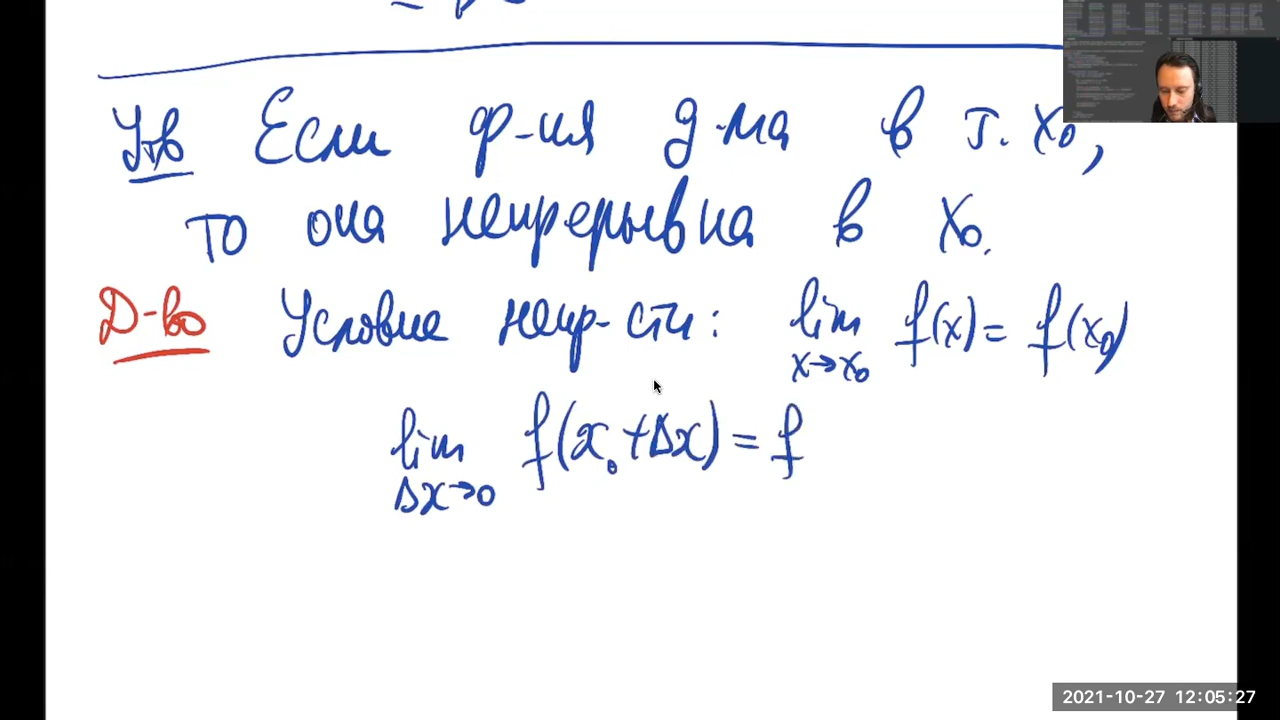 Утв Если ф-ия д-ма в т. x₀,
то она непрерывна в x₀.
Д-во Условие непр-сти: lim f(x) = f(x₀)
x→x₀
lim f(x₀+Δx) = f
Δx→0
2021-10-27 12:05:27